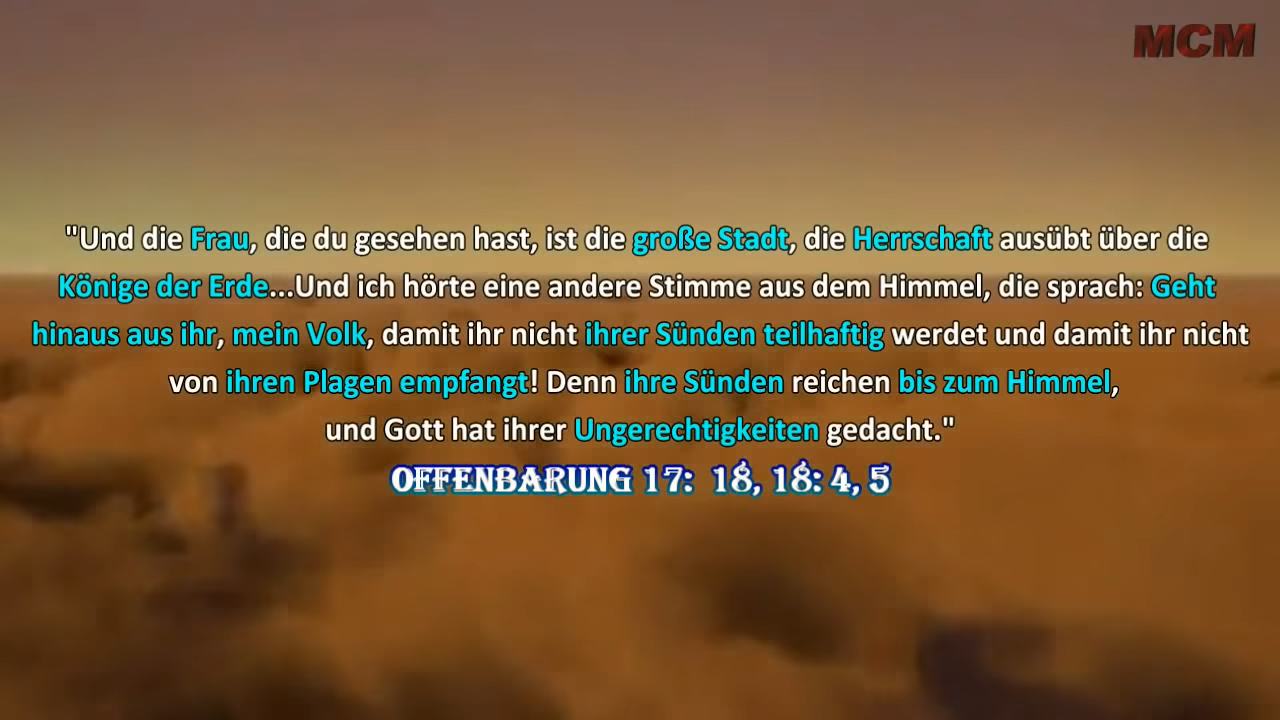 MCM
"Und die Frau, die du gesehen hast, ist die große Stadt, die Herrschaft ausübt über die
Könige der Erde...Und ich hörte eine andere Stimme aus dem Himmel, die sprach: Geht
hinaus aus ihr, mein Volk, damit ihr nicht ihrer Sünden teilhaftig werdet und damit ihr nicht
von ihren Plagen empfangt! Denn ihre Sünden reichen bis zum Himmel,
und Gott hat ihrer Ungerechtigkeiten gedacht."
OFFENBARUNG 17: 18, 18: 4, 5